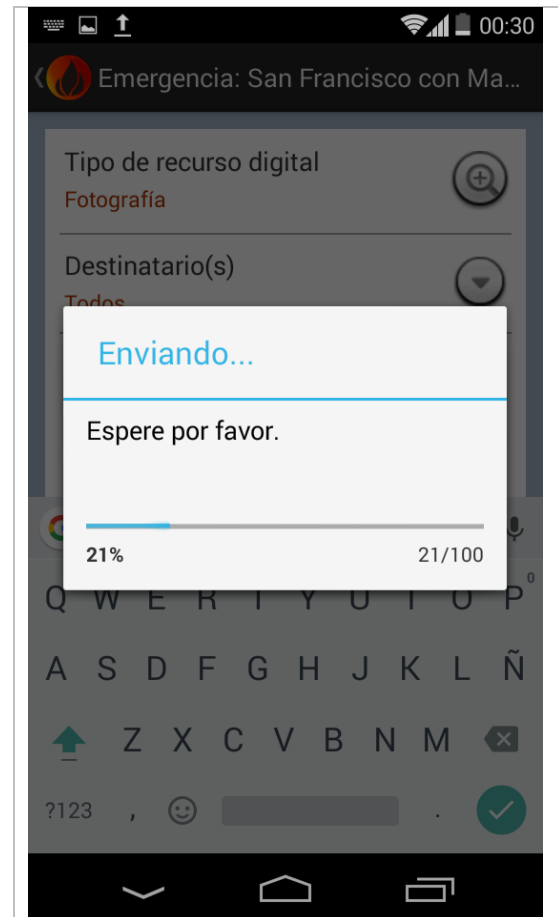 00:30
Emergencia: San Francisco con Ma...
Tipo de recurso digital
Fotografía
Destinatario(s)
Todos
Enviando...
Espere por favor.
21% 21/100
Q W E R T Y U I O P 0
A S D F G H J K L Ñ
Z X C V B N M
?123 , .